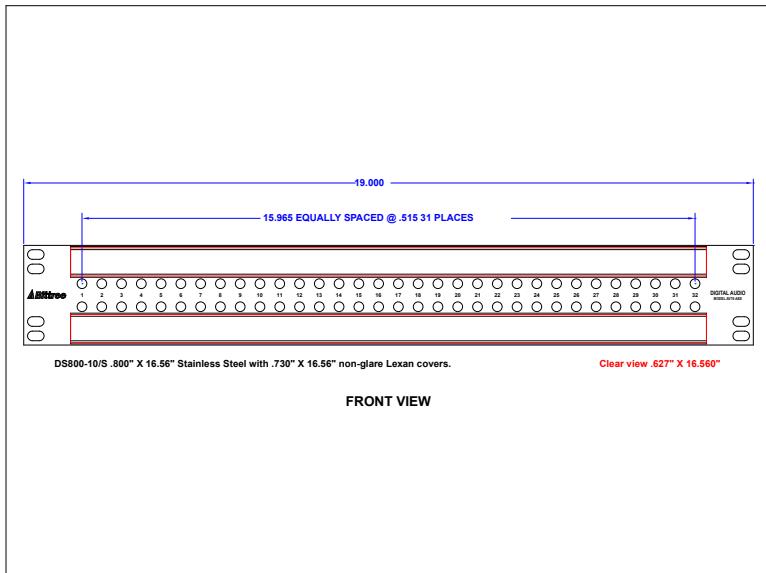 19.000
15.965 EQUALLY SPACED @ .515 31 PLACES
Bittree
1 2 3 4 5 6 7 8 9 10 11 12 13 14 15 16 17 18 19 20 21 22 23 24 25 26 27 28 29 30 31 32
DIGITAL AUDIO
DS800-10/S .800" X 16.56" Stainless Steel with .730" X 16.56" non-glare Lexan covers.
Clear view .627" X 16.560"
FRONT VIEW